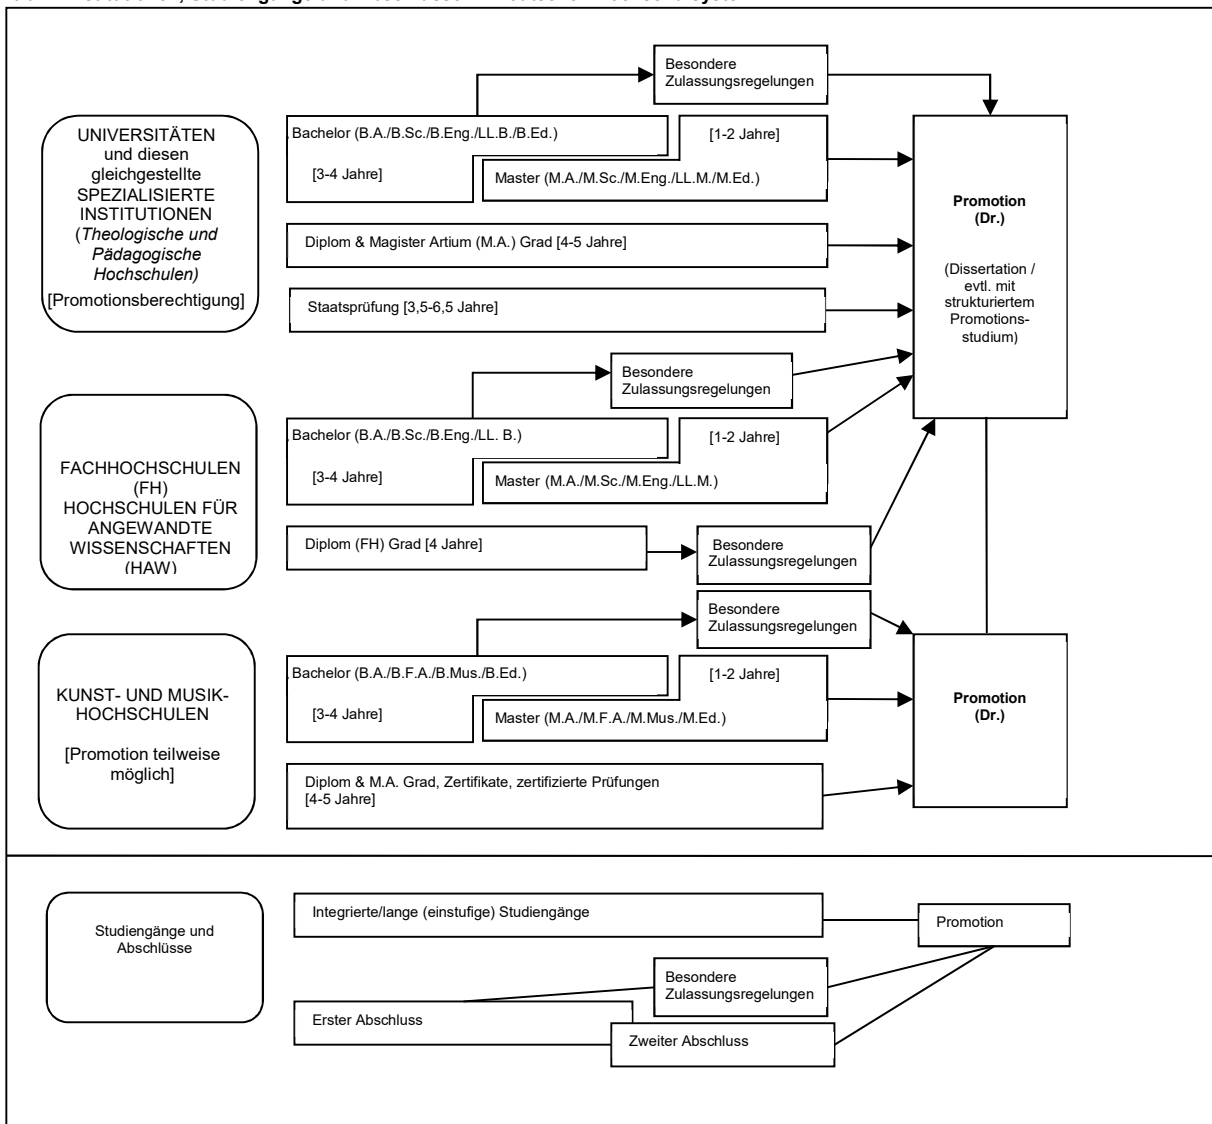 Besondere
Zulassungsregelungen
UNIVERSITÄTEN
und diesen
gleichgestellte
SPEZIALISIERTE
INSTITUTIONEN
(Theologische und
Pädagogische
Hochschulen)
[Promotionsberechtigung]
Bachelor (B.A./B.Sc./B.Eng./LL.B./B.Ed.)
[1-2 Jahre]
[3-4 Jahre]
Master (M.A./M.Sc./M.Eng./LL.M./M.Ed.)
Diplom & Magister Artium (M.A.) Grad [4-5 Jahre]
Staatsprüfung [3,5-6,5 Jahre]
Promotion
(Dr.)
(Dissertation /
evtl. mit
strukturiertem
Promotions-
studium)
Besondere
Zulassungsregelungen
FACHHOCHSCHULEN
(FH)
HOCHSCHULEN FÜR
ANGEWANDTE
WISSENSCHAFTEN
(HAW)
Bachelor (B.A./B.Sc./B.Eng./LL. B.)
[1-2 Jahre]
[3-4 Jahre]
Master (M.A./M.Sc./M.Eng./LL.M.)
Diplom (FH) Grad [4 Jahre]
Besondere
Zulassungsregelungen
Besondere
Zulassungsregelungen
KUNST- UND MUSIK-
HOCHSCHULEN
[Promotion teilweise
möglich]
Bachelor (B.A./B.F.A./B.Mus./B.Ed.)
[1-2 Jahre]
[3-4 Jahre]
Master (M.A./M.F.A./M.Mus./M.Ed.)
Promotion
(Dr.)
Diplom & M.A. Grad, Zertifikate, zertifizierte Prüfungen
[4-5 Jahre]
Studiengänge und
Abschlüsse
Integrierte/lange (einstufige) Studiengänge
Promotion
Besondere
Zulassungsregelungen
Erster Abschluss
Zweiter Abschluss